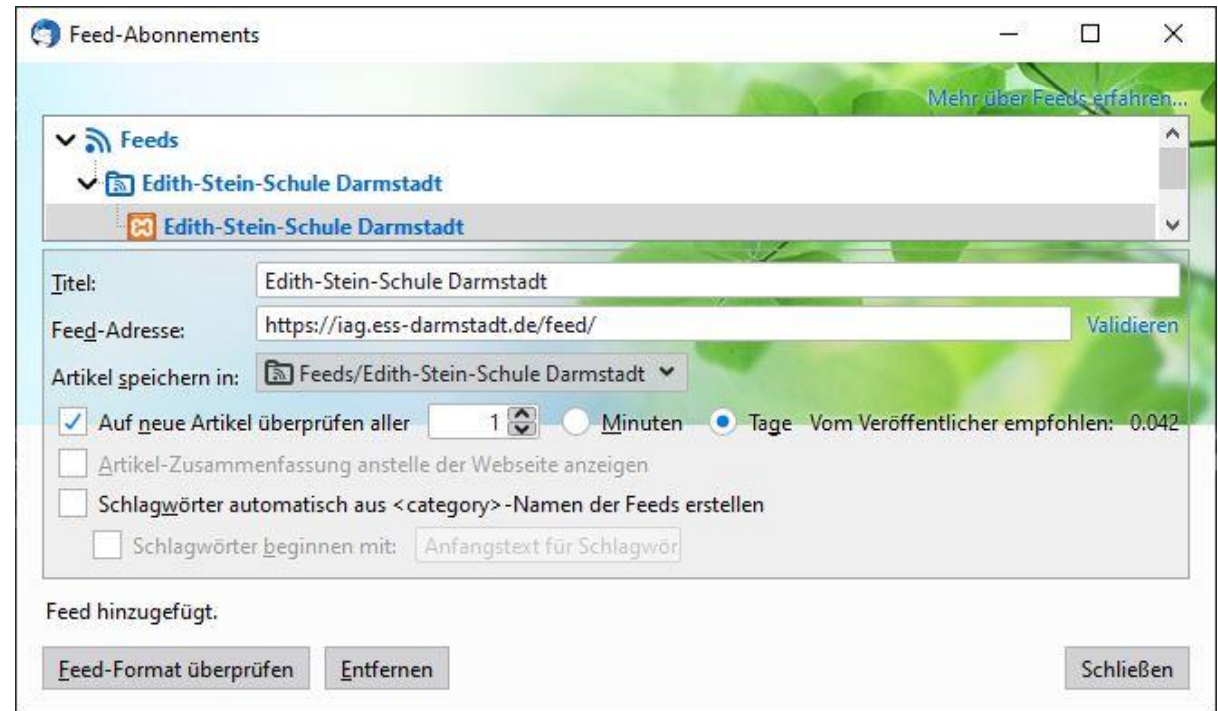 Feed-Abonnements
Mehr über Feeds erfahren...
Feeds
Edith-Stein-Schule Darmstadt
Edith-Stein-Schule Darmstadt
Titel: Edith-Stein-Schule Darmstadt
Feed-Adresse: https://iag.ess-darmstadt.de/feed/ Validieren
Artikel speichern in: Feeds/Edith-Stein-Schule Darmstadt
Auf neue Artikel überprüfen aller 1 Minuten Tage Vom Veröffentlicher empfohlen: 0.042
Artikel-Zusammenfassung anstelle der Webseite anzeigen
Schlagwörter automatisch aus <category>-Namen der Feeds erstellen
Schlagwörter beginnen mit: Anfangstext für Schlagwör
Feed hinzugefügt.
Feed-Format überprüfen Entfernen Schließen